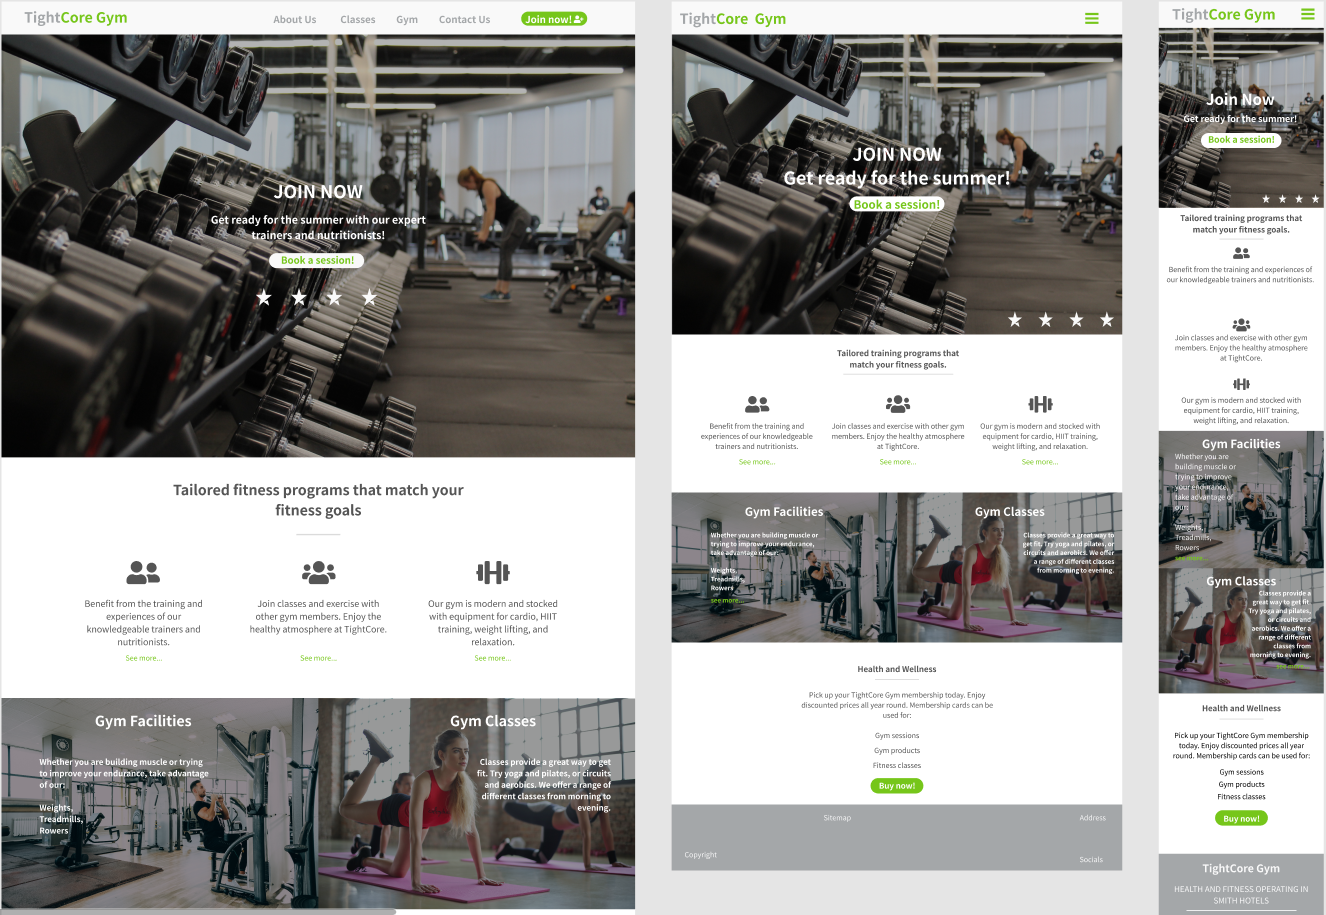 TightCore Gym
About Us
Classes
Gym
Contact Us
Join now!
JOIN NOW
Get ready for the summer with our expert
trainers and nutritionists!
Book a session!
Tailored fitness programs that match your
fitness goals
Benefit from the training and
experiences of our
knowledgeable trainers and
nutritionists.
See more...
Join classes and exercise with
other gym members. Enjoy the
healthy atmosphere at TightCore.
See more...
Our gym is modern and stocked
with equipment for cardio, HIIT
training, weight lifting, and
relaxation.
See more...
Gym Facilities
Whether you are building muscle or trying
to improve your endurance, take advantage
of our:
Weights,
Treadmills,
Rowers
Gym Classes
Classes provide a great way to get
fit. Try yoga and pilates, or circuits
and aerobics. We offer a range of
different classes from morning to
evening.
TightCore Gym
JOIN NOW
Get ready for the summer!
Book a session!
Tailored training programs that
match your fitness goals.
Benefit from the training and
experiences of our knowledgeable
trainers and nutritionists.
See more...
Join classes and exercise with other gym
members. Enjoy the healthy atmosphere
at TightCore.
See more...
Our gym is modern and stocked with
equipment for cardio, HIIT training,
weight lifting, and relaxation.
See more...
Gym Facilities
Whether you are building muscle or
trying to improve your endurance,
take advantage of our:
Weights,
Treadmills,
Rowers
see more...
Gym Classes
Classes provide a great way to
get fit. Try yoga and pilates, or
circuits and aerobics. We offer
a range of different classes
from morning to evening.
Health and Wellness
Pick up your TightCore Gym membership today. Enjoy
discounted prices all year round. Membership cards can be
used for:
Gym sessions
Gym products
Fitness classes
Buy now!
Sitemap
Address
Copyright
Socials
TightCore Gym
Join Now
Get ready for the summer!
Book a session!
Tailored training programs that
match your fitness goals.
Benefit from the training and experiences of
our knowledgeable trainers and nutritionists.
Join classes and exercise with other gym
members. Enjoy the healthy atmosphere
at TightCore.
Our gym is modern and stocked with
equipment for cardio, HIIT training,
weight lifting, and relaxation.
Gym Facilities
Whether you are
building muscle or
trying to improve
your endurance,
take advantage of
our:
Weights,
Treadmills,
Rowers
see more...
Gym Classes
Classes provide a
great way to get fit.
Try yoga and pilates,
or circuits and
aerobics. We offer a
range of different
classes from
morning to evening.
see more...
Health and Wellness
Pick up your TightCore Gym membership
today. Enjoy discounted prices all year
round. Membership cards can be used for:
Gym sessions
Gym products
Fitness classes
Buy now!
TightCore Gym
HEALTH AND FITNESS OPERATING IN
SMITH HOTELS